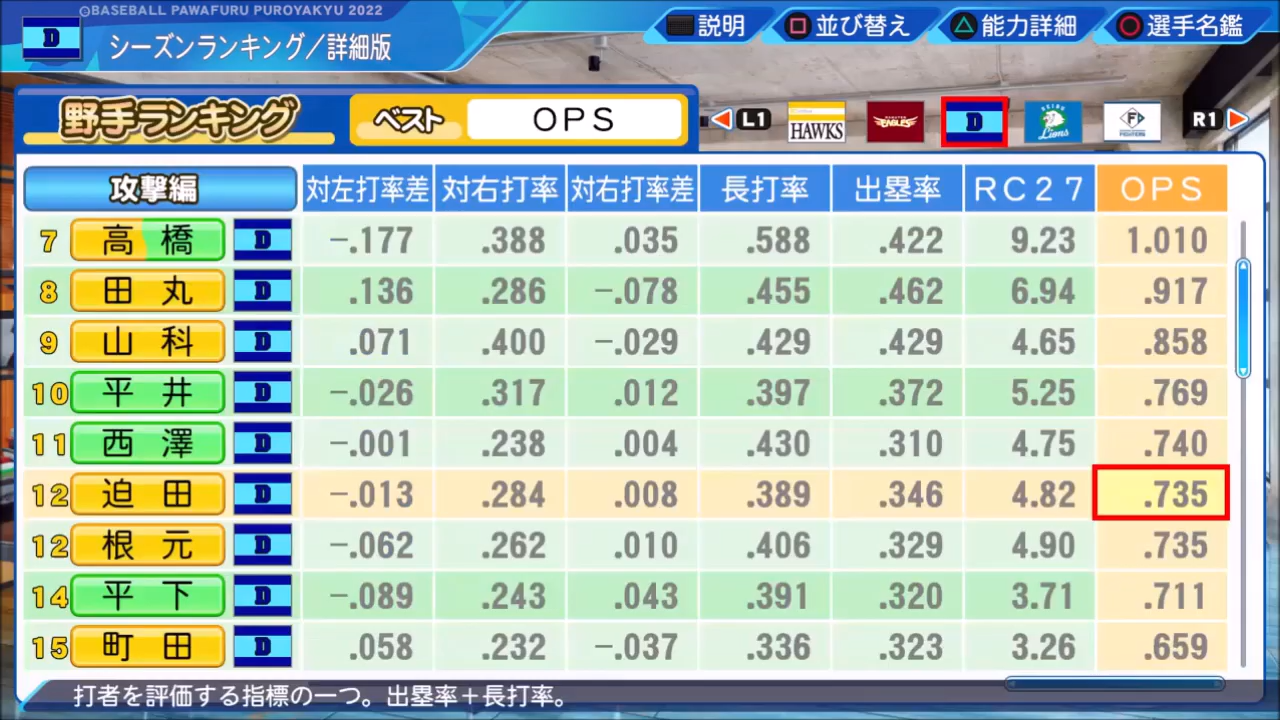 ©BASEBALL PAWAFURU PUROYAKYU 2022
D シーズンランキング/詳細版
説明 並び替え 能力詳細 選手名鑑
野手ランキング ベスト OPS L1 HAWKS EAGLES D SEIBU Lions F FIGHTERS R1
攻撃編 対左打率差 対右打率 対右打率差 長打率 出塁率 RC27 OPS
7 高橋 D -.177 .388 .035 .588 .422 9.23 1.010
8 田丸 D .136 .286 -.078 .455 .462 6.94 .917
9 山科 D .071 .400 -.029 .429 .429 4.65 .858
10 平井 D -.026 .317 .012 .397 .372 5.25 .769
11 西澤 D -.001 .238 .004 .430 .310 4.75 .740
12 迫田 D -.013 .284 .008 .389 .346 4.82 .735
12 根元 D -.062 .262 .010 .406 .329 4.90 .735
14 平下 D -.089 .243 .043 .391 .320 3.71 .711
15 町田 D .058 .232 -.037 .336 .323 3.26 .659
打者を評価する指標の一つ。出塁率+長打率。